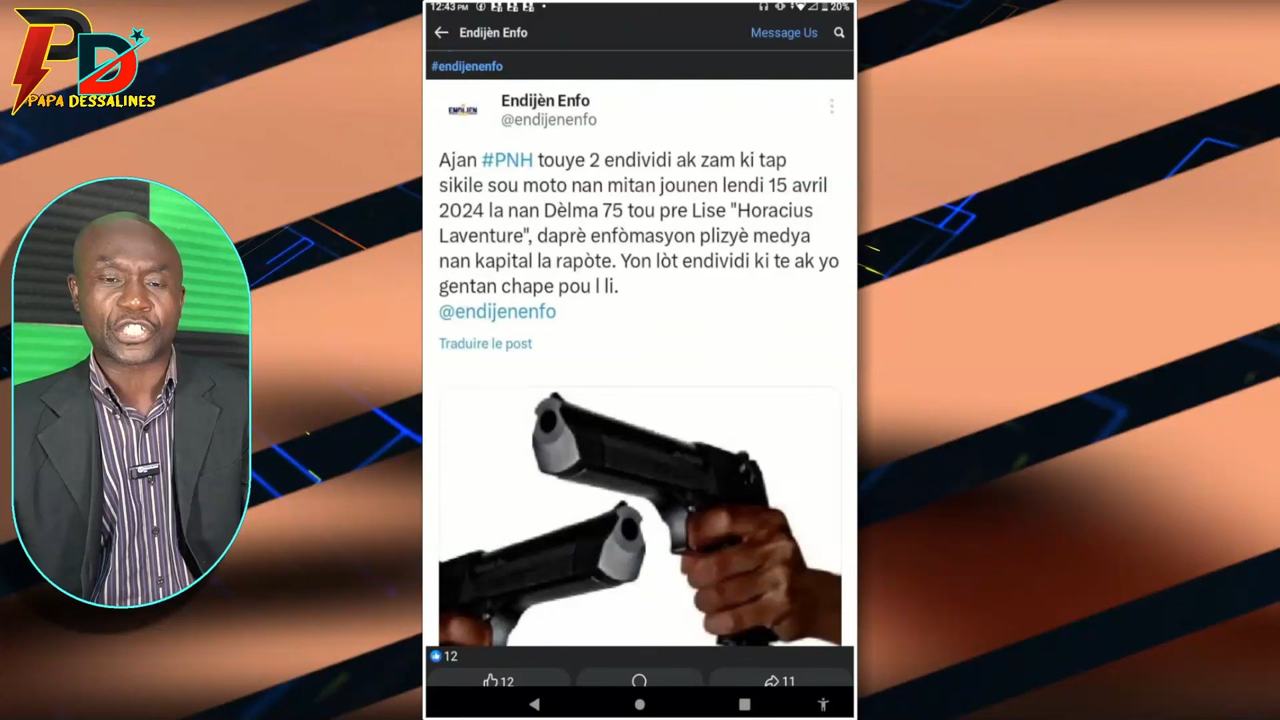 PD
PAPA DESSALINES
12:43 PM
20%
Endijèn Enfo
Message Us
#endijenenfo
ENDIJEN
Endijèn Enfo
@endijenenfo
Ajan #PNH touye 2 endividi ak zam ki tap
sikile sou moto nan mitan jounen lendi 15 avril
2024 la nan Dèlma 75 tou pre Lise "Horacius
Laventure", daprè enfòmasyon plizyè medya
nan kapital la rapòte. Yon lòt endividi ki te ak yo
gentan chape pou l li.
@endijenenfo
Traduire le post
12
12
11